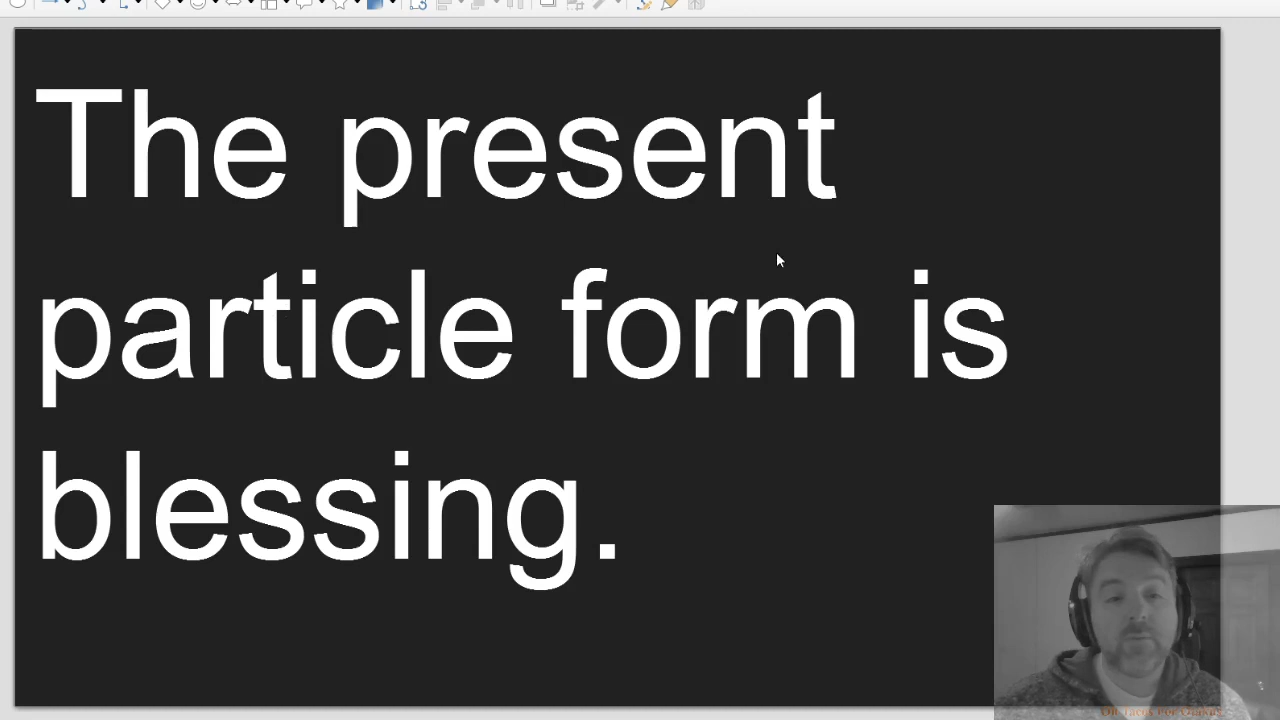 The present
particle form is
blessing.